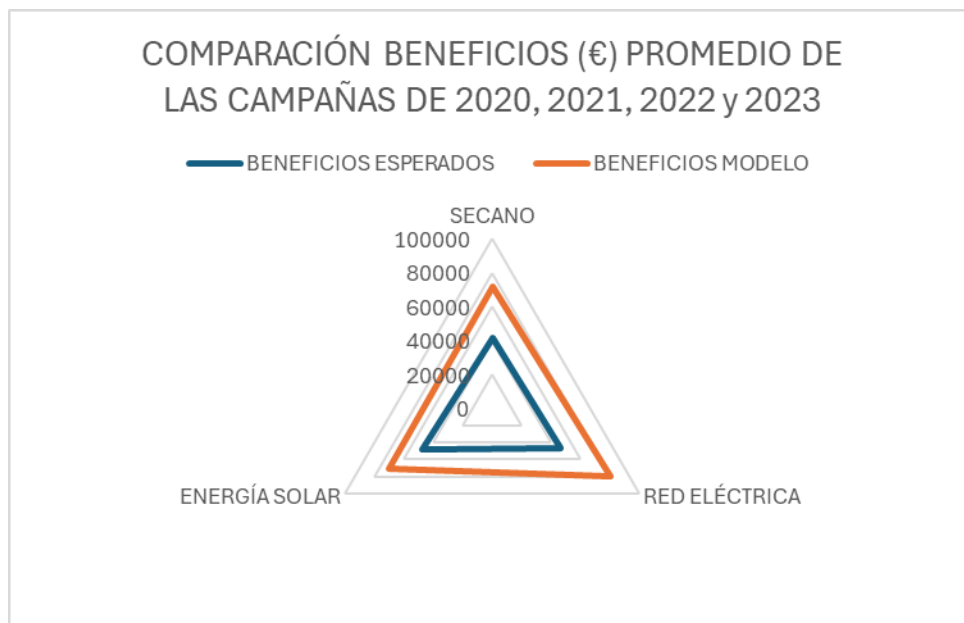 COMPARACIÓN BENEFICIOS (€) PROMEDIO DE
LAS CAMPAÑAS DE 2020, 2021, 2022 y 2023
BENEFICIOS ESPERADOS
BENEFICIOS MODELO
SECANO
100000
80000
60000
40000
20000
0
ENERGÍA SOLAR
RED ELÉCTRICA